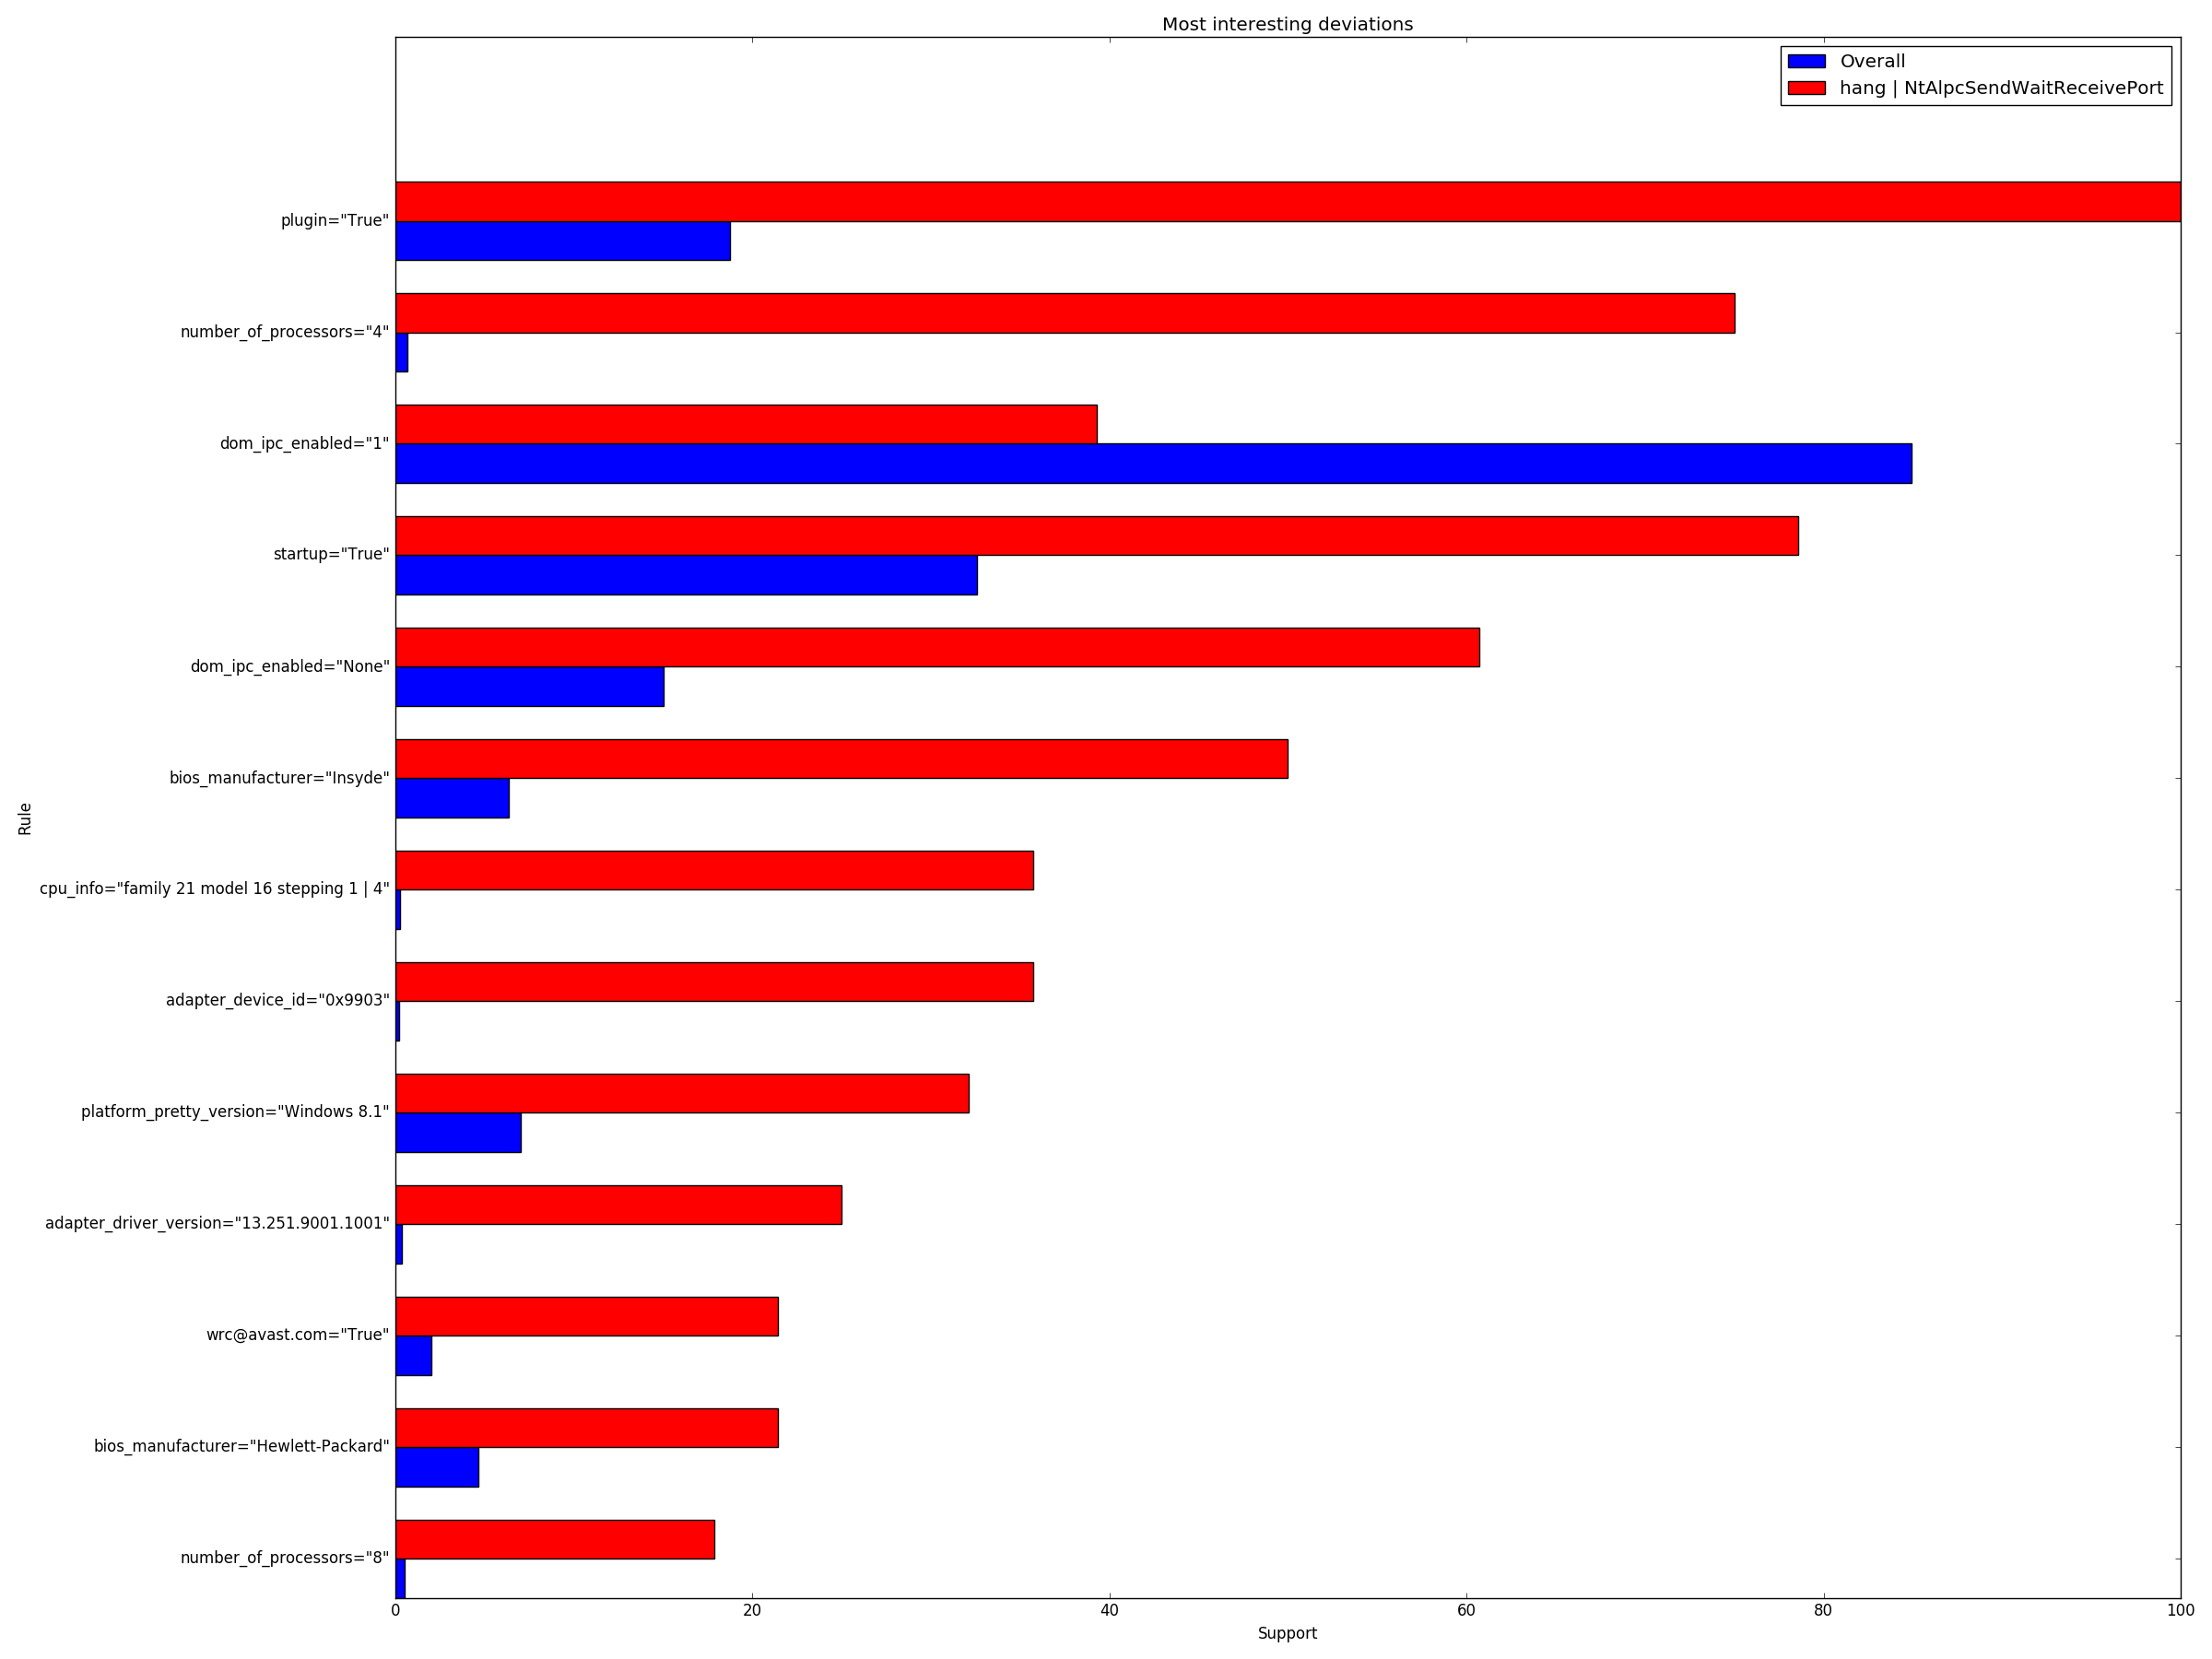 Most interesting deviations
Overall
hang | NtAlpcSendWaitReceivePort
plugin="True"
number_of_processors="4"
dom_ipc_enabled="1"
startup="True"
dom_ipc_enabled="None"
bios_manufacturer="Insyde"
Rule
cpu_info="family 21 model 16 stepping 1 | 4"
adapter_device_id="0x9903"
platform_pretty_version="Windows 8.1"
adapter_driver_version="13.251.9001.1001"
wrc@avast.com="True"
bios_manufacturer="Hewlett-Packard"
number_of_processors="8"
0 20 40 60 80 100
Support